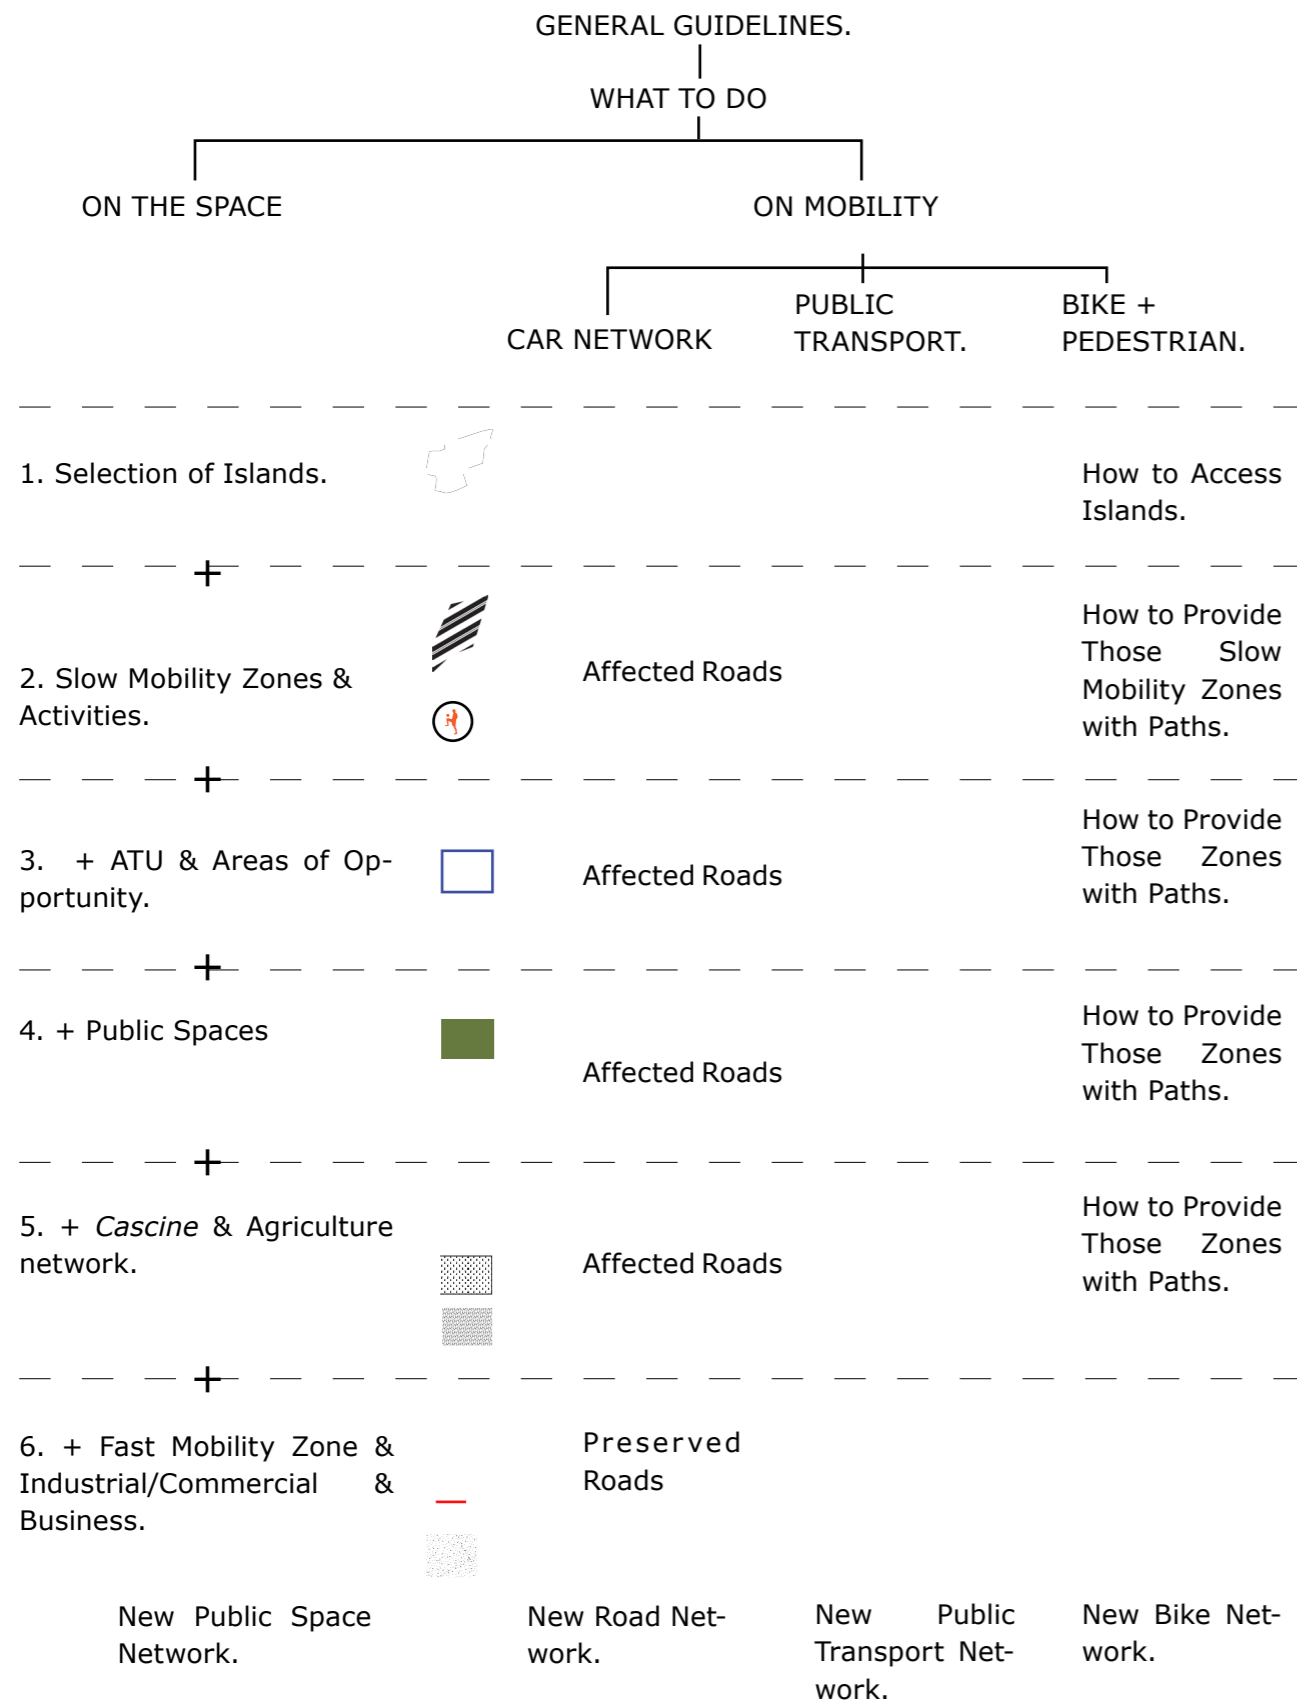 GENERAL GUIDELINES.
WHAT TO DO
ON THE SPACE
ON MOBILITY
CAR NETWORK
PUBLIC
TRANSPORT.
BIKE +
PEDESTRIAN.
1. Selection of Islands.
How to Access
Islands.
+
2. Slow Mobility Zones &
Activities.
Affected Roads
How to Provide
Those Slow
Mobility Zones
with Paths.
+
3. + ATU & Areas of Op-
portunity.
Affected Roads
How to Provide
Those Zones
with Paths.
+
4. + Public Spaces
Affected Roads
How to Provide
Those Zones
with Paths.
+
5. + Cascine & Agriculture
network.
Affected Roads
How to Provide
Those Zones
with Paths.
+
6. + Fast Mobility Zone &
Industrial/Commercial &
Business.
Preserved
Roads
New Public Space
Network.
New Road Net-
work.
New Public
Transport Net-
work.
New Bike Net-
work.